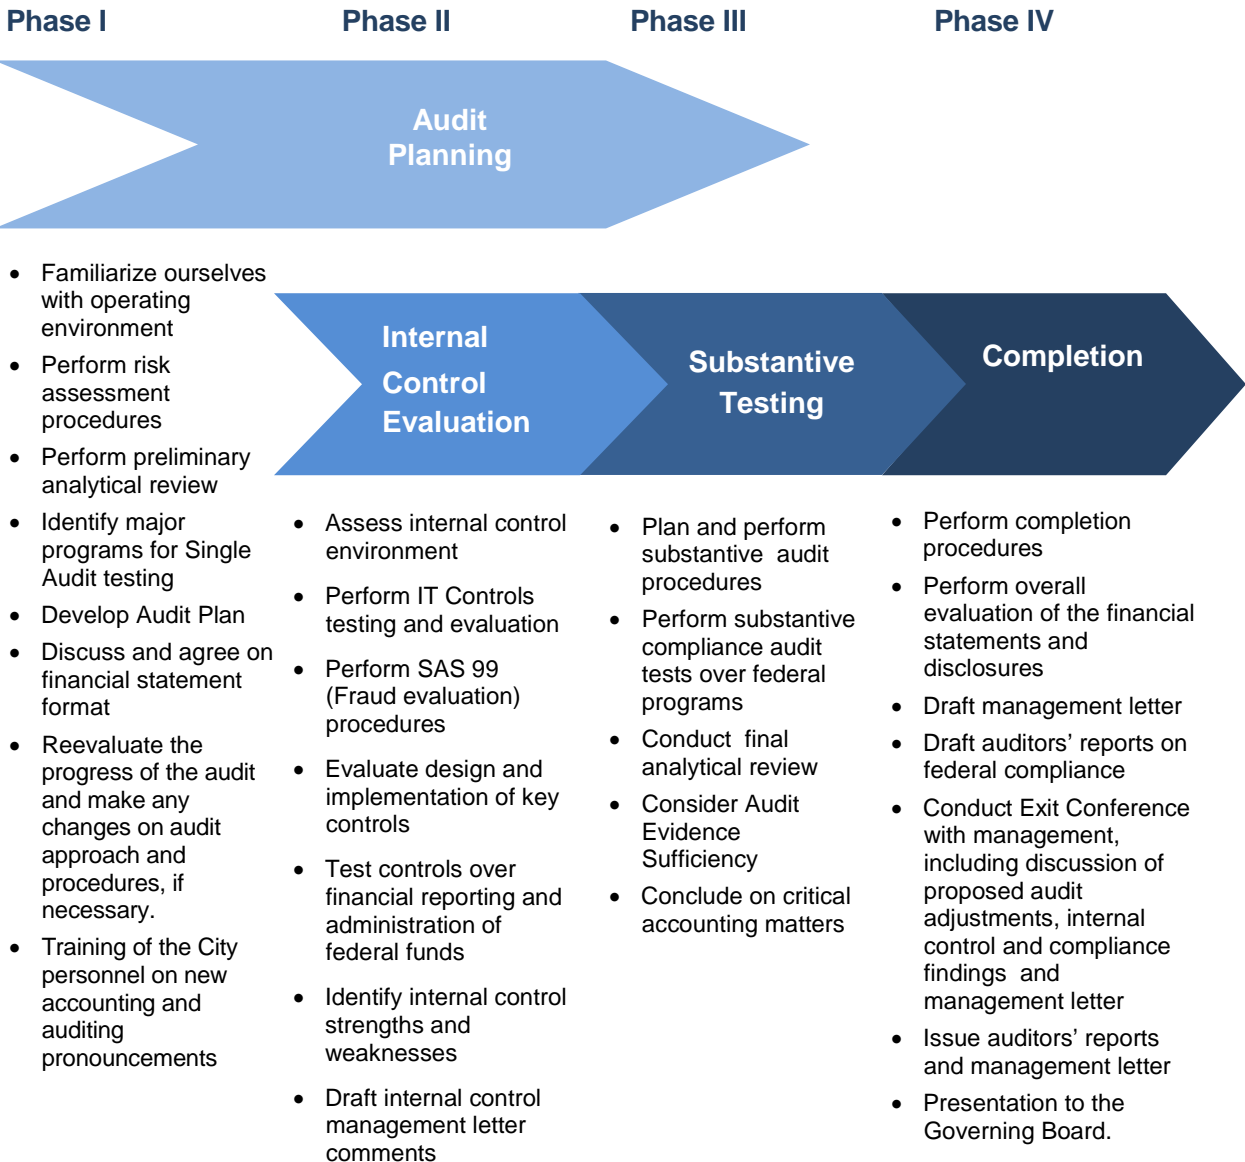 Phase I
Phase II
Phase III
Phase IV
Audit
Planning
• Familiarize ourselves
with operating
environment
• Perform risk
assessment
procedures
• Perform preliminary
analytical review
• Identify major
programs for Single
Audit testing
• Develop Audit Plan
• Discuss and agree on
financial statement
format
• Reevaluate the
progress of the audit
and make any
changes on audit
approach and
procedures, if
necessary.
• Training of the City
personnel on new
accounting and
auditing
pronouncements
Internal
Control
Evaluation
• Assess internal control
environment
• Perform IT Controls
testing and evaluation
• Perform SAS 99
(Fraud evaluation)
procedures
• Evaluate design and
implementation of key
controls
• Test controls over
financial reporting and
administration of
federal funds
• Identify internal control
strengths and
weaknesses
• Draft internal control
management letter
comments
Substantive
Testing
• Plan and perform
substantive audit
procedures
• Perform substantive
compliance audit
tests over federal
programs
• Conduct final
analytical review
• Consider Audit
Evidence
Sufficiency
• Conclude on critical
accounting matters
Completion
• Perform completion
procedures
• Perform overall
evaluation of the financial
statements and
disclosures
• Draft management letter
• Draft auditors’ reports on
federal compliance
• Conduct Exit Conference
with management,
including discussion of
proposed audit
adjustments, internal
control and compliance
findings and
management letter
• Issue auditors’ reports
and management letter
• Presentation to the
Governing Board.